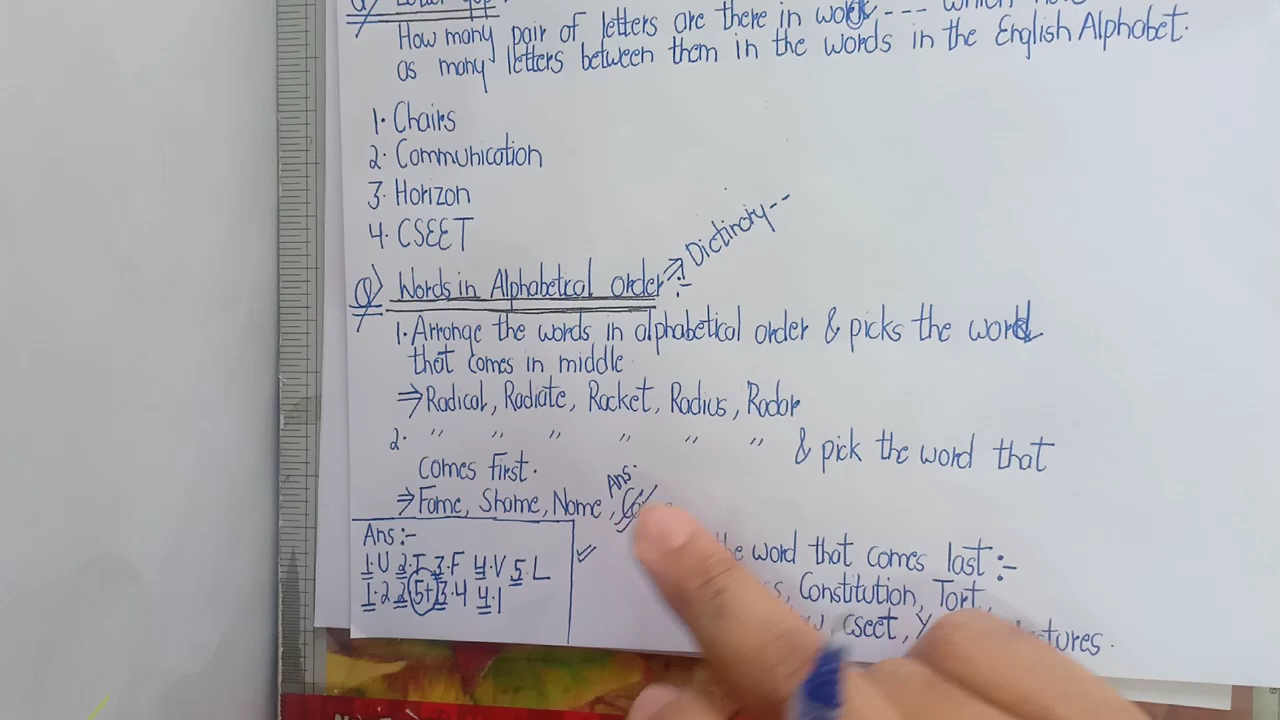 Q) Letter gap
How many pair of letters are there in word --- which
as many letters between them in the words in the English Alphabet.
1. Chairs
2. Communication
3. Horizon
4. CSEET
Q) Words in Alphabetical order :- ⇒ Dictinory--
1. Arrange the words in alphabetical order & picks the word
that comes in middle.
⇒ Radical, Radiate, Racket, Radius, Radar
2. " " " " " " & pick the word that
comes first.
⇒ Fame, Shame, Name, Ans.
Ans:-
1. U 2. I 3. F 4. V 5. L
1. 2 2 5+ 3. 4 4. 1
the word that comes last:-
Constitution, Tort,
cseet,